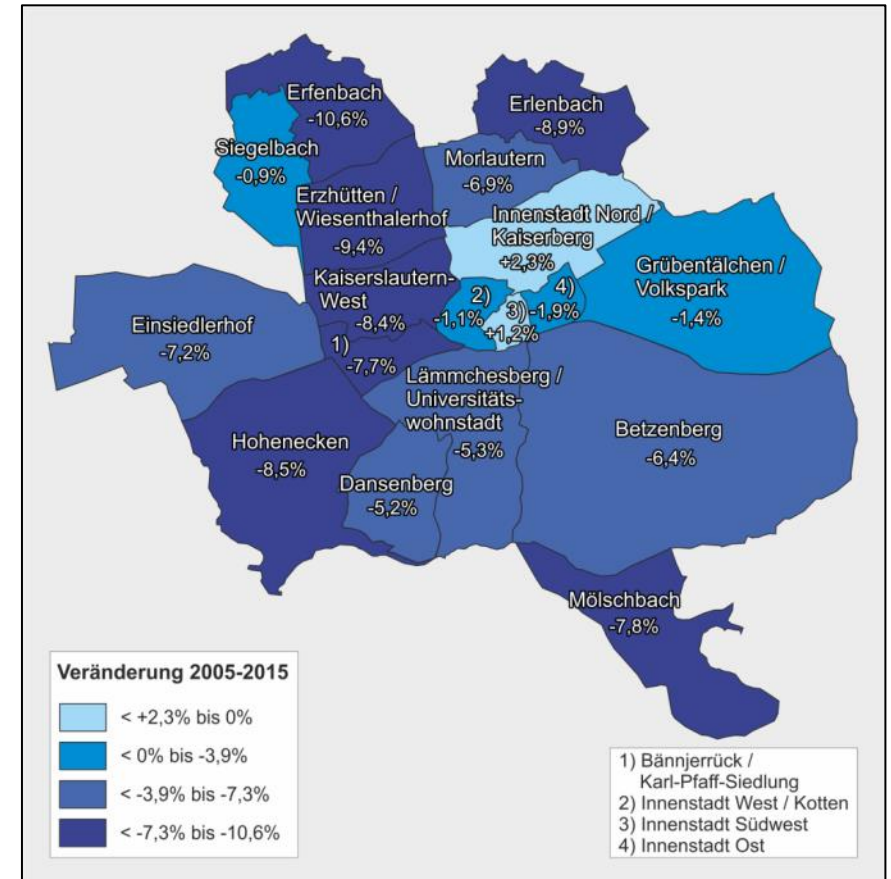 Erfenbach
-10,6%
Erlenbach
-8,9%
Siegelbach
-0,9%
Morlautern
-6,9%
Erzhütten /
Wiesenthalerhof
-9,4%
Innenstadt Nord /
Kaiserberg
+2,3%
Grübentälchen /
Volkspark
-1,4%
Kaiserslautern-
West
-8,4%
2)
-1,1%
3)
+1,2%
4)
-1,9%
Einsiedlerhof
-7,2%
1)
-7,7%
Lämmchesberg /
Universitäts-
wohnstadt
-5,3%
Betzenberg
-6,4%
Hohenecken
-8,5%
Dansenberg
-5,2%
Mölschbach
-7,8%
Veränderung 2005-2015
< +2,3% bis 0%
< 0% bis -3,9%
< -3,9% bis -7,3%
< -7,3% bis -10,6%
1) Bännjerrück /
Karl-Pfaff-Siedlung
2) Innenstadt West / Kotten
3) Innenstadt Südwest
4) Innenstadt Ost